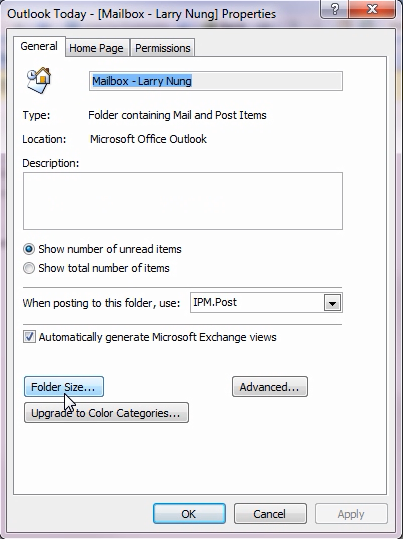 Outlook Today - [Mailbox - Larry Nung] Properties
General Home Page Permissions
Mailbox - Larry Nung
Type: Folder containing Mail and Post Items
Location: Microsoft Office Outlook
Description:
Show number of unread items
Show total number of items
When posting to this folder, use: IPM.Post
Automatically generate Microsoft Exchange views
Folder Size... Advanced...
Upgrade to Color Categories...
OK Cancel Apply